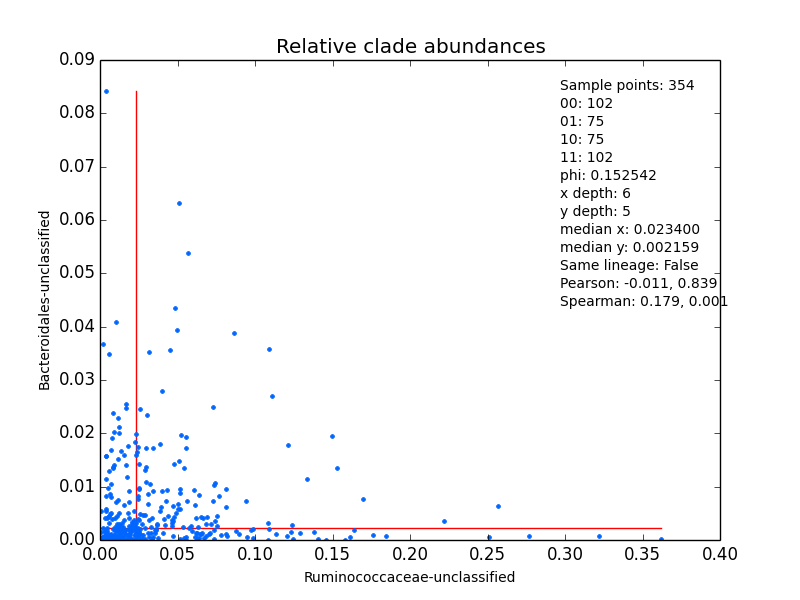 Relative clade abundances
0.09
0.08
0.07
0.06
0.05
0.04
0.03
0.02
0.01
0.00
Bacteroidales-unclassified
Sample points: 354
00: 102
01: 75
10: 75
11: 102
phi: 0.152542
x depth: 6
y depth: 5
median x: 0.023400
median y: 0.002159
Same lineage: False
Pearson: -0.011, 0.839
Spearman: 0.179, 0.001
0.00 0.05 0.10 0.15 0.20 0.25 0.30 0.35 0.40
Ruminococcaceae-unclassified